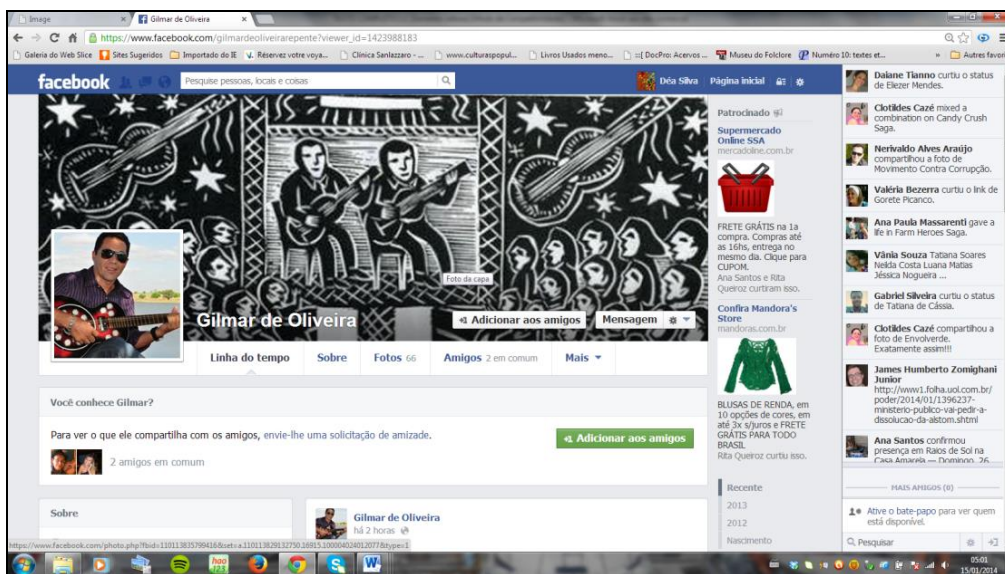 Image
Gilmar de Oliveira
https://www.facebook.com/gilmardeoliveirarepente?viewer_id=1423988183
Galeria do Web Slice
Sites Sugeridos
Importado do IE
Réservez votre voya...
Clínica Sanlazzaro - ...
www.culturaspopul...
Livros Usados meno...
:::[ DocPro: Acervos ...
Museu do Folclore
Numéro 10: textes et...
»
Outros favori
facebook
Pesquise pessoas, locais e coisas
Déa Silva
Página inicial
Foto da capa
Gilmar de Oliveira
Adicionar aos amigos
Mensagem
Linha do tempo
Sobre
Fotos 66
Amigos 2 em comum
Mais
Você conhece Gilmar?
Para ver o que ele compartilha com os amigos, envie-lhe uma solicitação de amizade.
Adicionar aos amigos
2 amigos em comum
Sobre
Gilmar de Oliveira
há 2 horas
Patrocinado
Supermercado
Online SSA
mercadoline.com.br
FRETE GRÁTIS na 1a
compra. Compras até
as 16hs, entrega no
mesmo dia. Clique para
CUPOM.
Ana Santos e Rita
Queroz curtiram isso.
Confira Mandora's
Store
mandoras.com.br
BLUSAS DE RENDA, em
10 opções de cores, em
até 3x s/juros e FRETE
GRÁTIS PARA TODO
BRASIL
Rita Queiroz curtiu isso.
Recente
2013
2012
Nascimento
Daiane Tianno curtiu o status
de Eliezer Mendes.
Clotildes Cazé mixed a
combination on Candy Crush
Saga.
Nerivaldo Alves Araújo
compartilhou a foto de
Movimento Contra Corrupção.
Valéria Bezerra curtiu o link de
Gorete Picanco.
Ana Paula Massarenti gave a
life in Farm Heroes Saga.
Vânia Souza Tatiana Soares
Neilda Costa Luana Matias
Jéssica Nogueira ...
Gabriel Silveira curtiu o status
de Tatiana de Cássia.
Clotildes Cazé compartilhou a
foto de Envolverde.
Exatamente assim!!!
James Humberto Zomighani
Junior
http://www1.folha.uol.com.br/
poder/2014/01/1396237-
ministerio-publico-vai-pedir-a-
dissolucao-da-alstom.shtml
Ana Santos confirmou
presença em Raios de Sol na
Casa Amarela — Domingo, 26
MAIS AMIGOS (0)
Ative o bate-papo para ver quem
está disponível.
Pesquisar
hao
123
05:01
15/01/2014